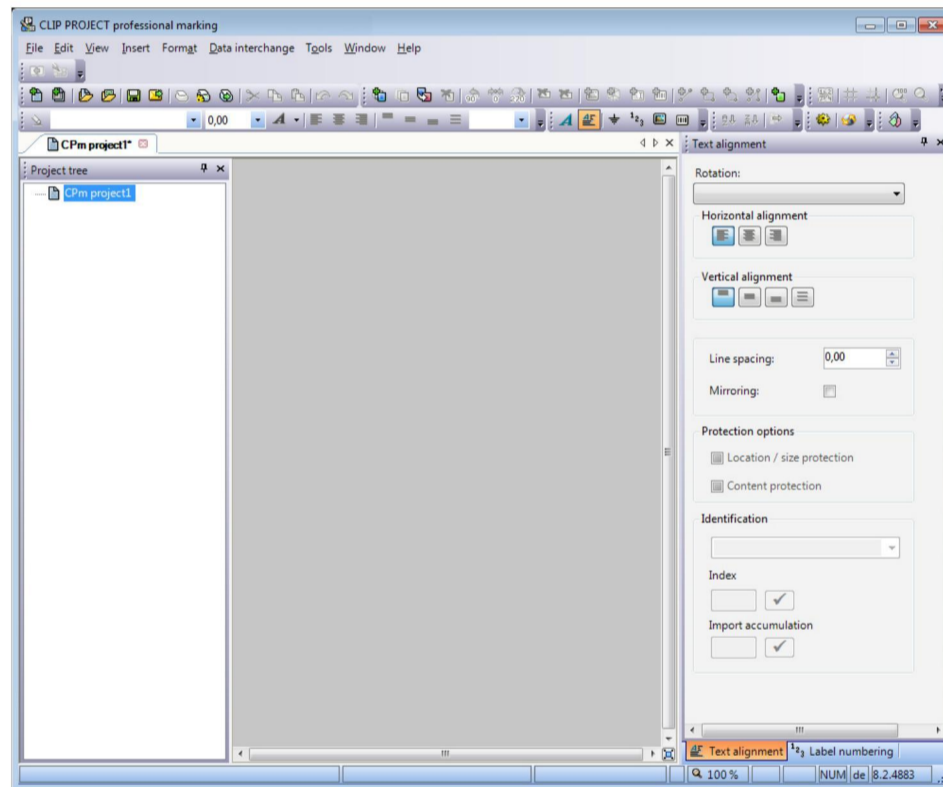 CLIP PROJECT professional marking
File Edit View Insert Format Data interchange Tools Window Help
0,00
CPm project1*
Text alignment
Project tree
CPm project1
Rotation:
Horizontal alignment
Vertical alignment
Line spacing: 0,00
Mirroring:
Protection options
Location / size protection
Content protection
Identification
Index
Import accumulation
Text alignment 123 Label numbering
100 % NUM de 8.2.4883